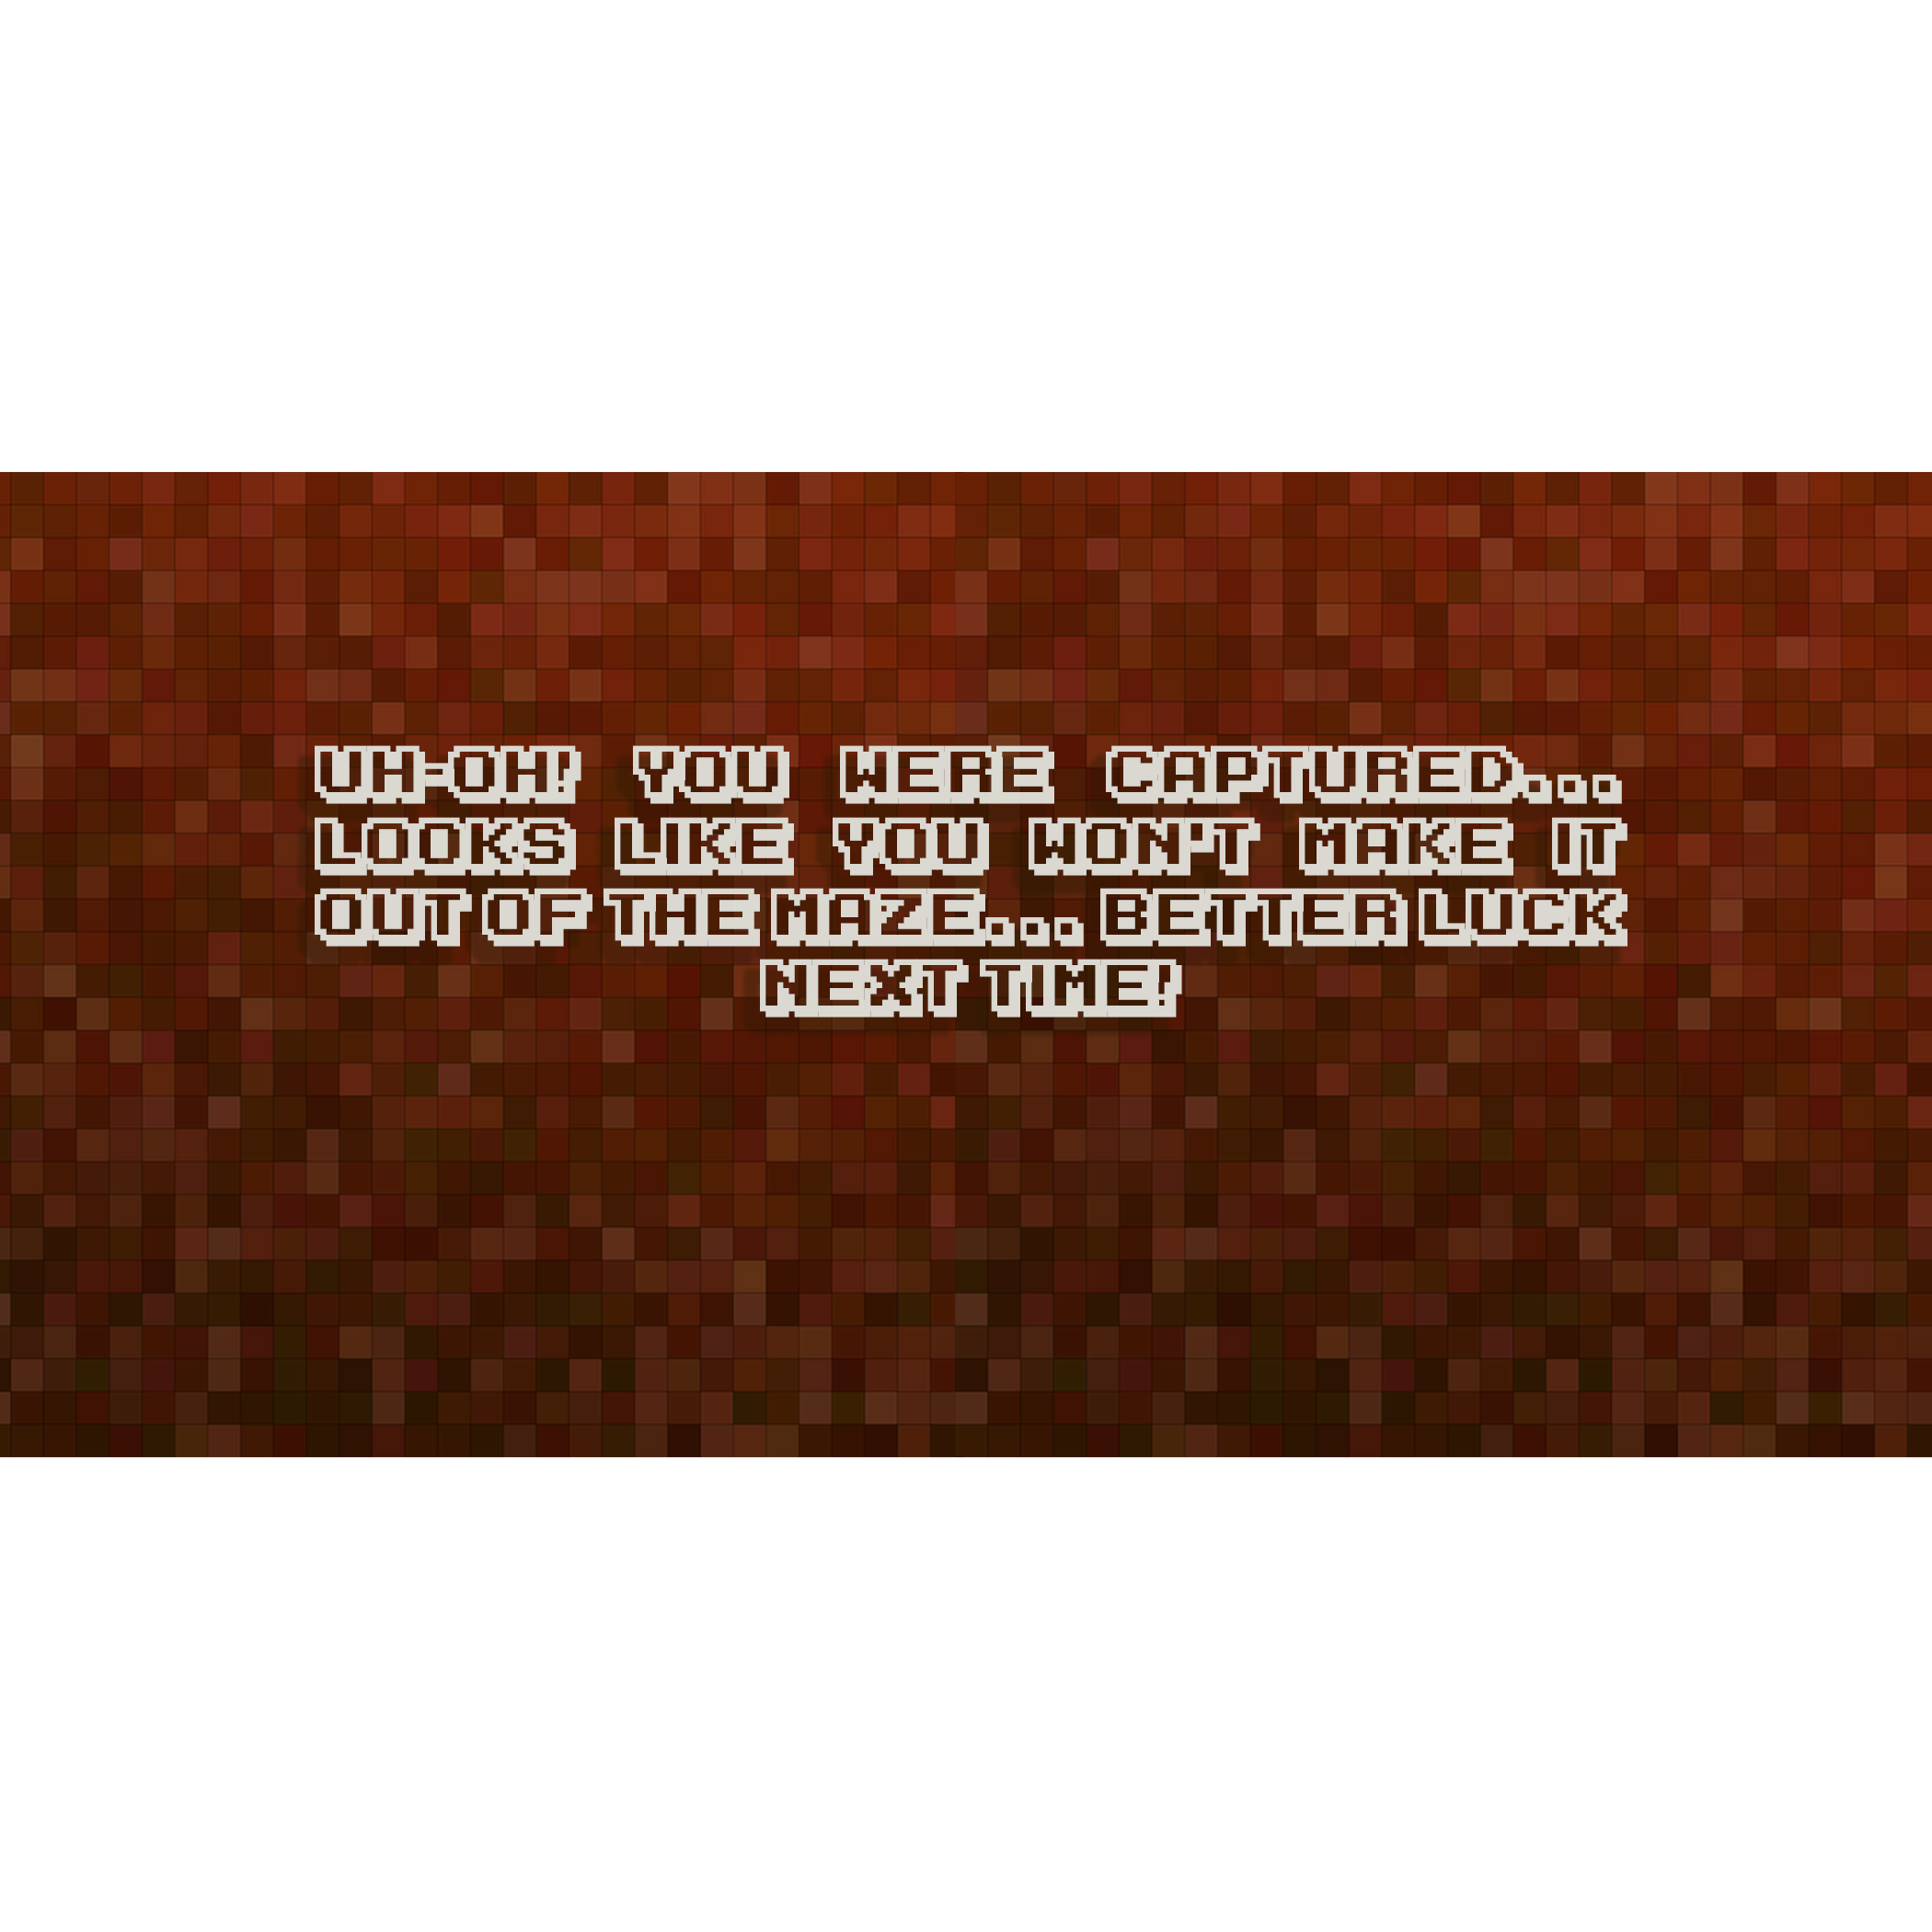 UH-OH! YOU WERE CAPTURED...
LOOKS LIKE YOU WON'T MAKE IT
OUT OF THE MAZE... BETTER LUCK
NEXT TIME!